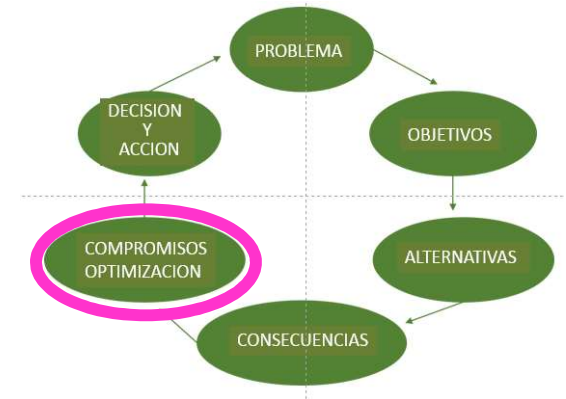 PROBLEMA
OBJETIVOS
ALTERNATIVAS
CONSECUENCIAS
COMPROMISOS
OPTIMIZACION
DECISION
Y
ACCION